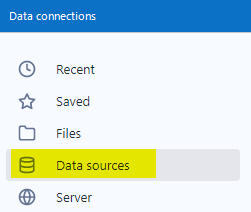 Data connections
Recent
Saved
Files
Data sources
Server